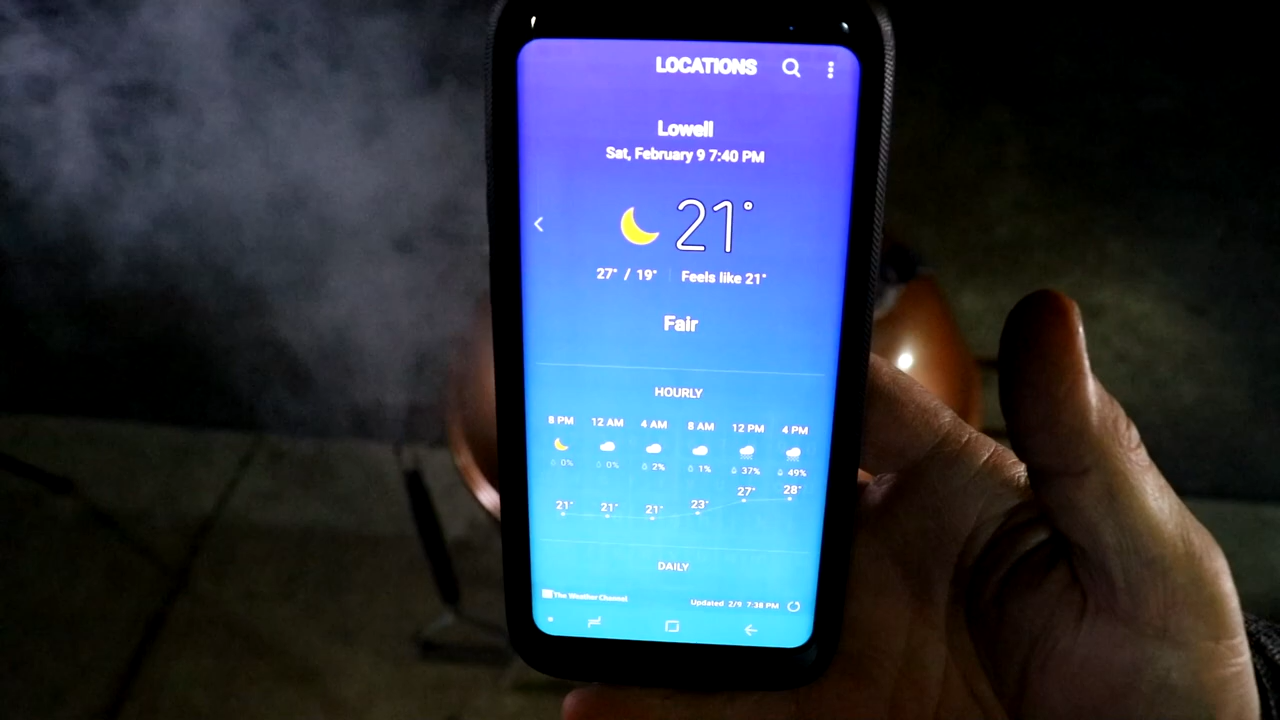 LOCATIONS
Lowell
Sat, February 9 7:40 PM
21°
27° / 19° Feels like 21°
Fair
HOURLY
8 PM 12 AM 4 AM 8 AM 12 PM 4 PM
0% 0% 2% 1% 37% 49%
21° 21° 21° 23° 27° 28°
DAILY
The Weather Channel Updated 2/9 7:38 PM